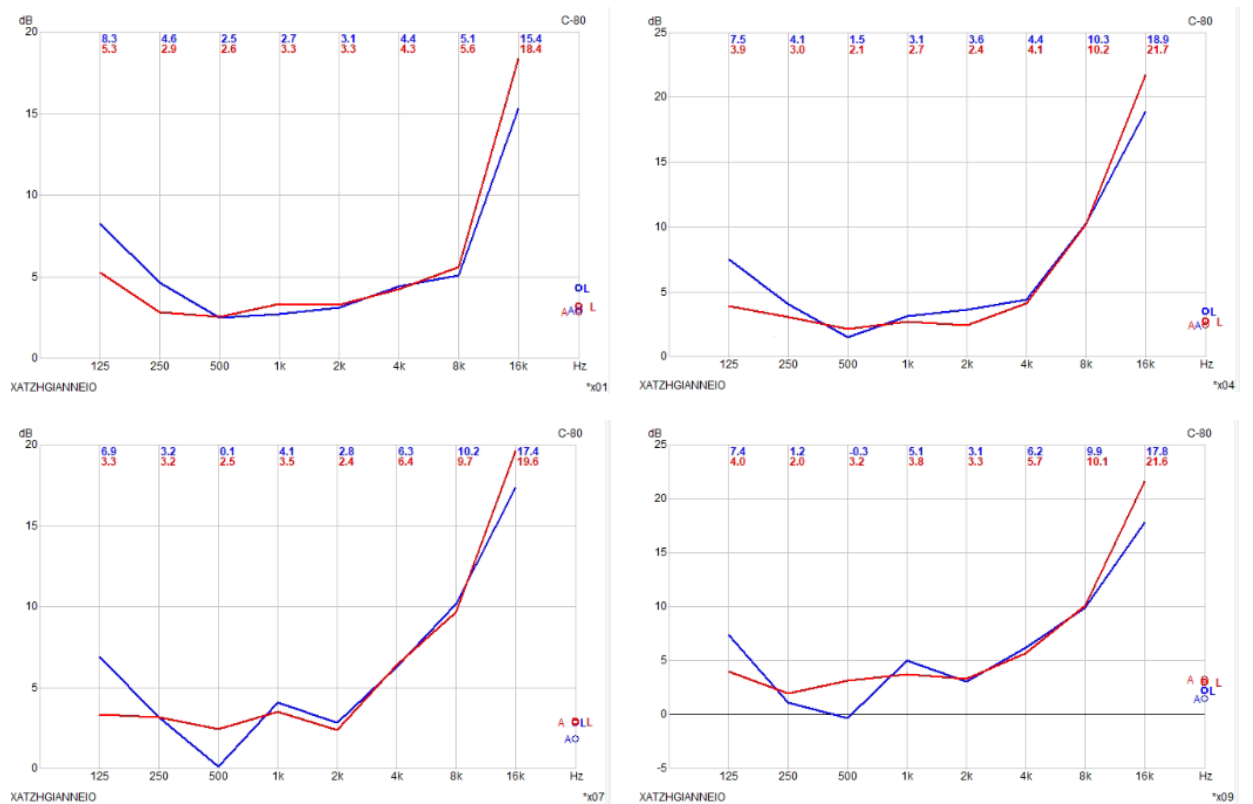 dB C-80
20 8.3 4.6 2.5 2.7 3.1 4.4 5.1 15.4
5.3 2.9 2.6 3.3 3.3 4.3 5.6 18.4
15
10
5
L
A A L
0
125 250 500 1k 2k 4k 8k 16k Hz
XATZHGIANNEIO *x01
dB C-80
25 7.5 4.1 1.5 3.1 3.6 4.4 10.3 18.9
3.9 3.0 2.1 2.7 2.4 4.1 10.2 21.7
20
15
10
5
L
A A L
0
125 250 500 1k 2k 4k 8k 16k Hz
XATZHGIANNEIO *x04
dB C-80
20 6.9 3.2 0.1 4.1 2.8 6.3 10.2 17.4
3.3 3.2 2.5 3.5 2.4 6.4 9.7 19.6
15
10
5
A L L
A
0
125 250 500 1k 2k 4k 8k 16k Hz
XATZHGIANNEIO *x07
dB C-80
25 7.4 1.2 -0.3 5.1 3.1 6.2 9.9 17.8
4.0 2.0 3.2 3.8 3.3 5.7 10.1 21.6
20
15
10
5
A L
L
A
0
-5
125 250 500 1k 2k 4k 8k 16k Hz
XATZHGIANNEIO *x09